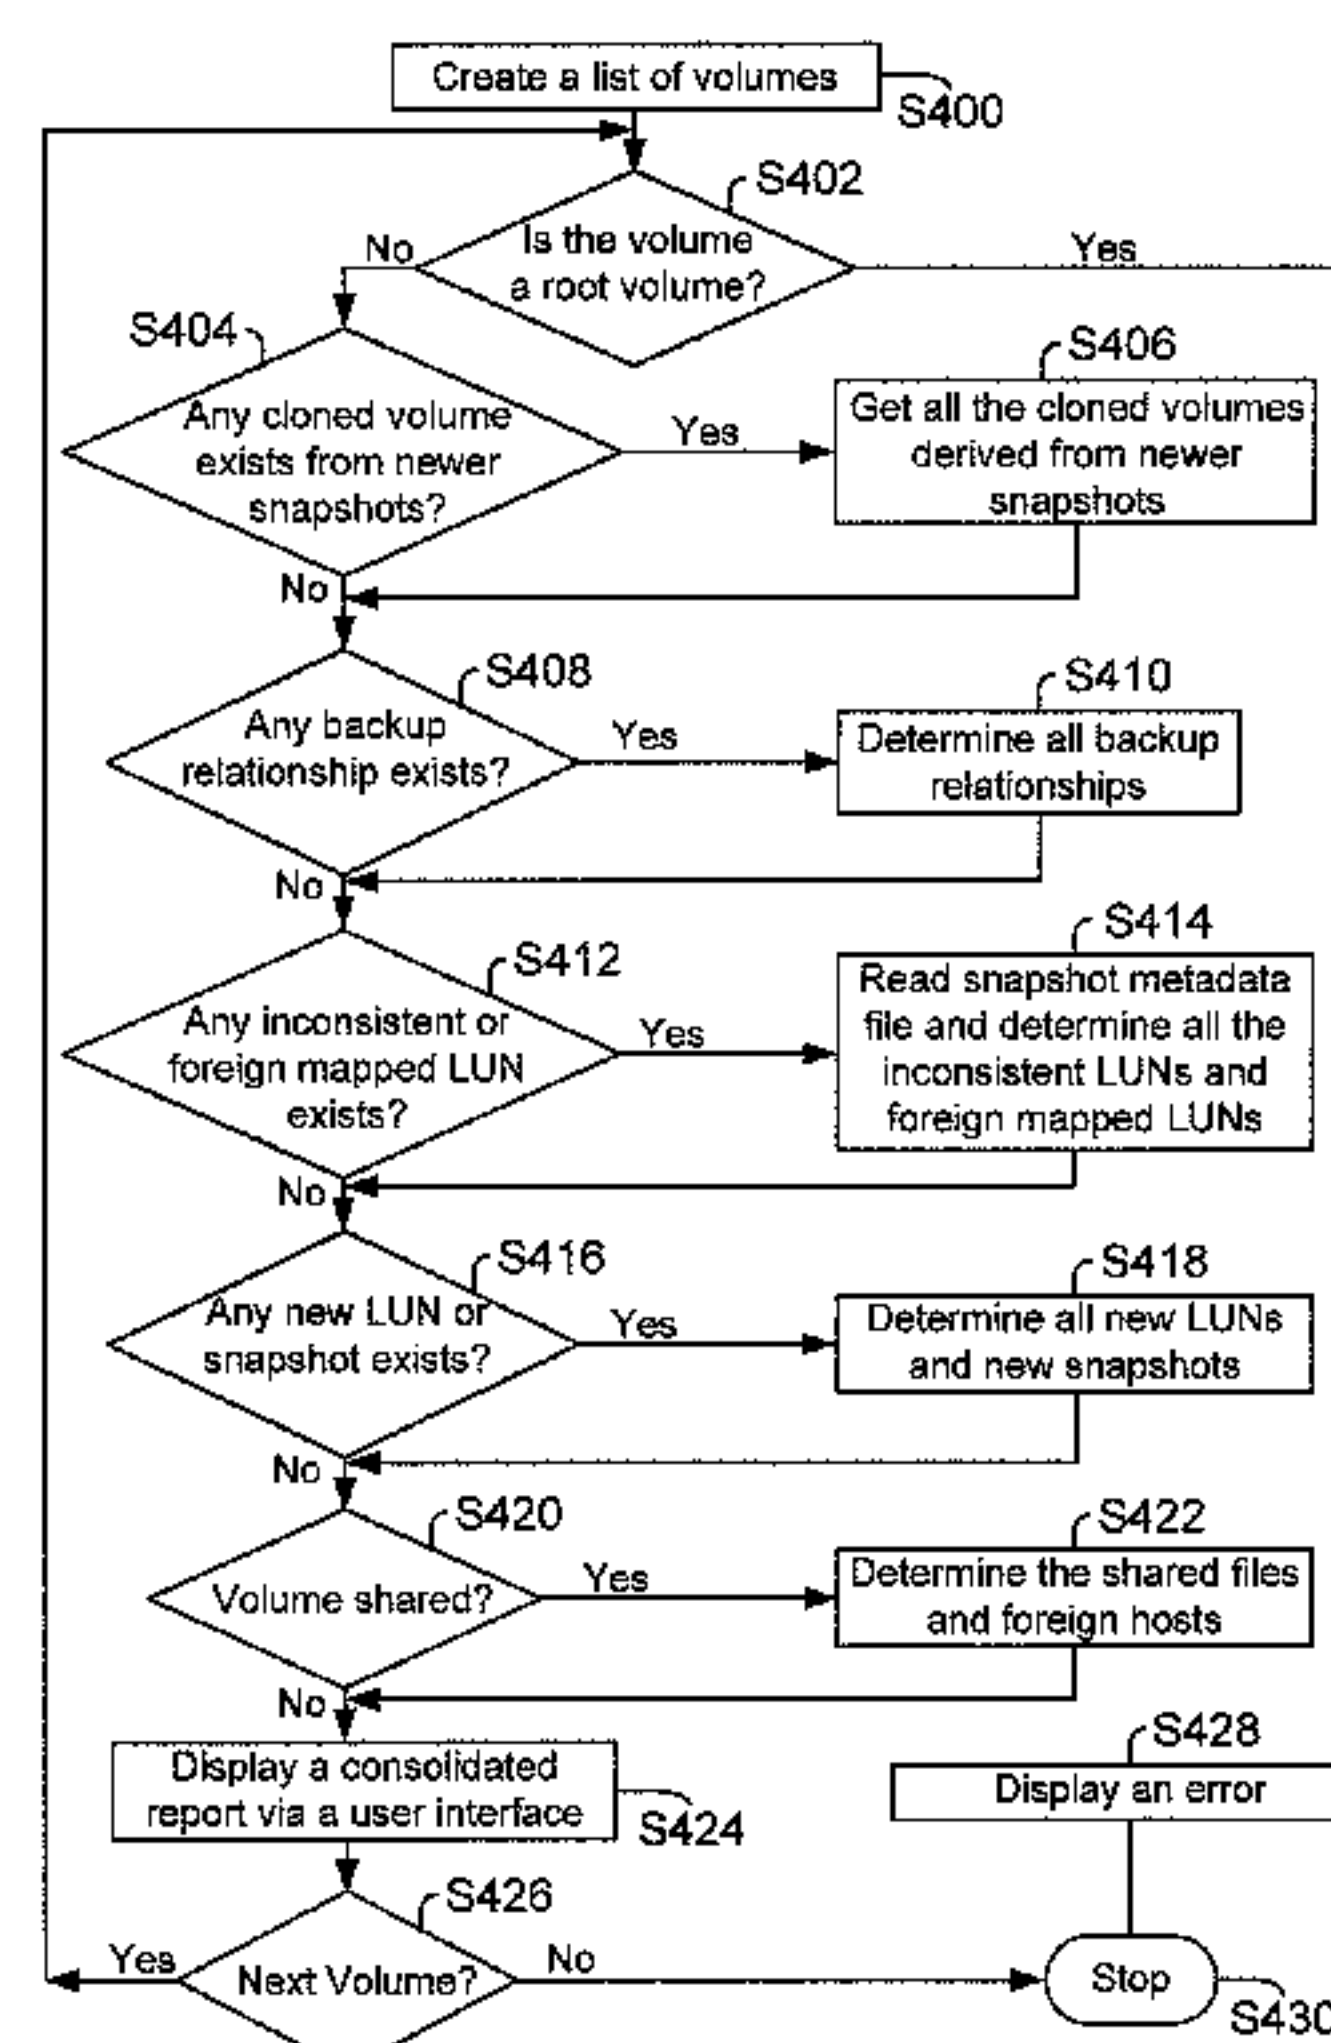 Create a list of volumes
S400
S402
Is the volume
a root volume?
No
Yes
S404
Any cloned volume
exists from newer
snapshots?
Yes
S406
Get all the cloned volumes
derived from newer
snapshots
No
S408
Any backup
relationship exists?
Yes
S410
Determine all backup
relationships
No
S412
Any inconsistent or
foreign mapped LUN
exists?
Yes
S414
Read snapshot metadata
file and determine all the
inconsistent LUNs and
foreign mapped LUNs
No
S416
Any new LUN or
snapshot exists?
Yes
S418
Determine all new LUNs
and new snapshots
No
S420
Volume shared?
Yes
S422
Determine the shared files
and foreign hosts
No
Display a consolidated
report via a user interface
S424
S428
Display an error
S426
Next Volume?
Yes
No
Stop
S430